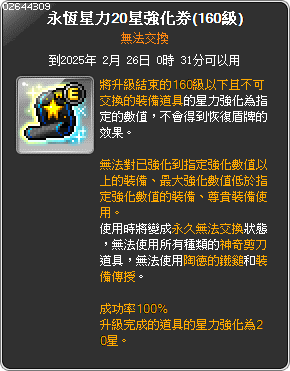 02644309
永恆星力20星強化券(160級)
無法交換
到2025年 2月 26日 0時 31分可以用
將升級結束的160級以下且不可
交換的裝備道具的星力強化為指
定的數值，不會得到恢復盾牌的
效果。
無法對已強化到指定強化數值以
上的裝備、最大強化數值低於指
定強化數值的裝備、尊貴裝備使
用。
使用時將變成永久無法交換狀態
，無法使用所有種類的神奇剪刀
道具，無法使用陶德的鐵鎚和裝
備傳授。
成功率100%
升級完成的道具的星力強化為2
0星。